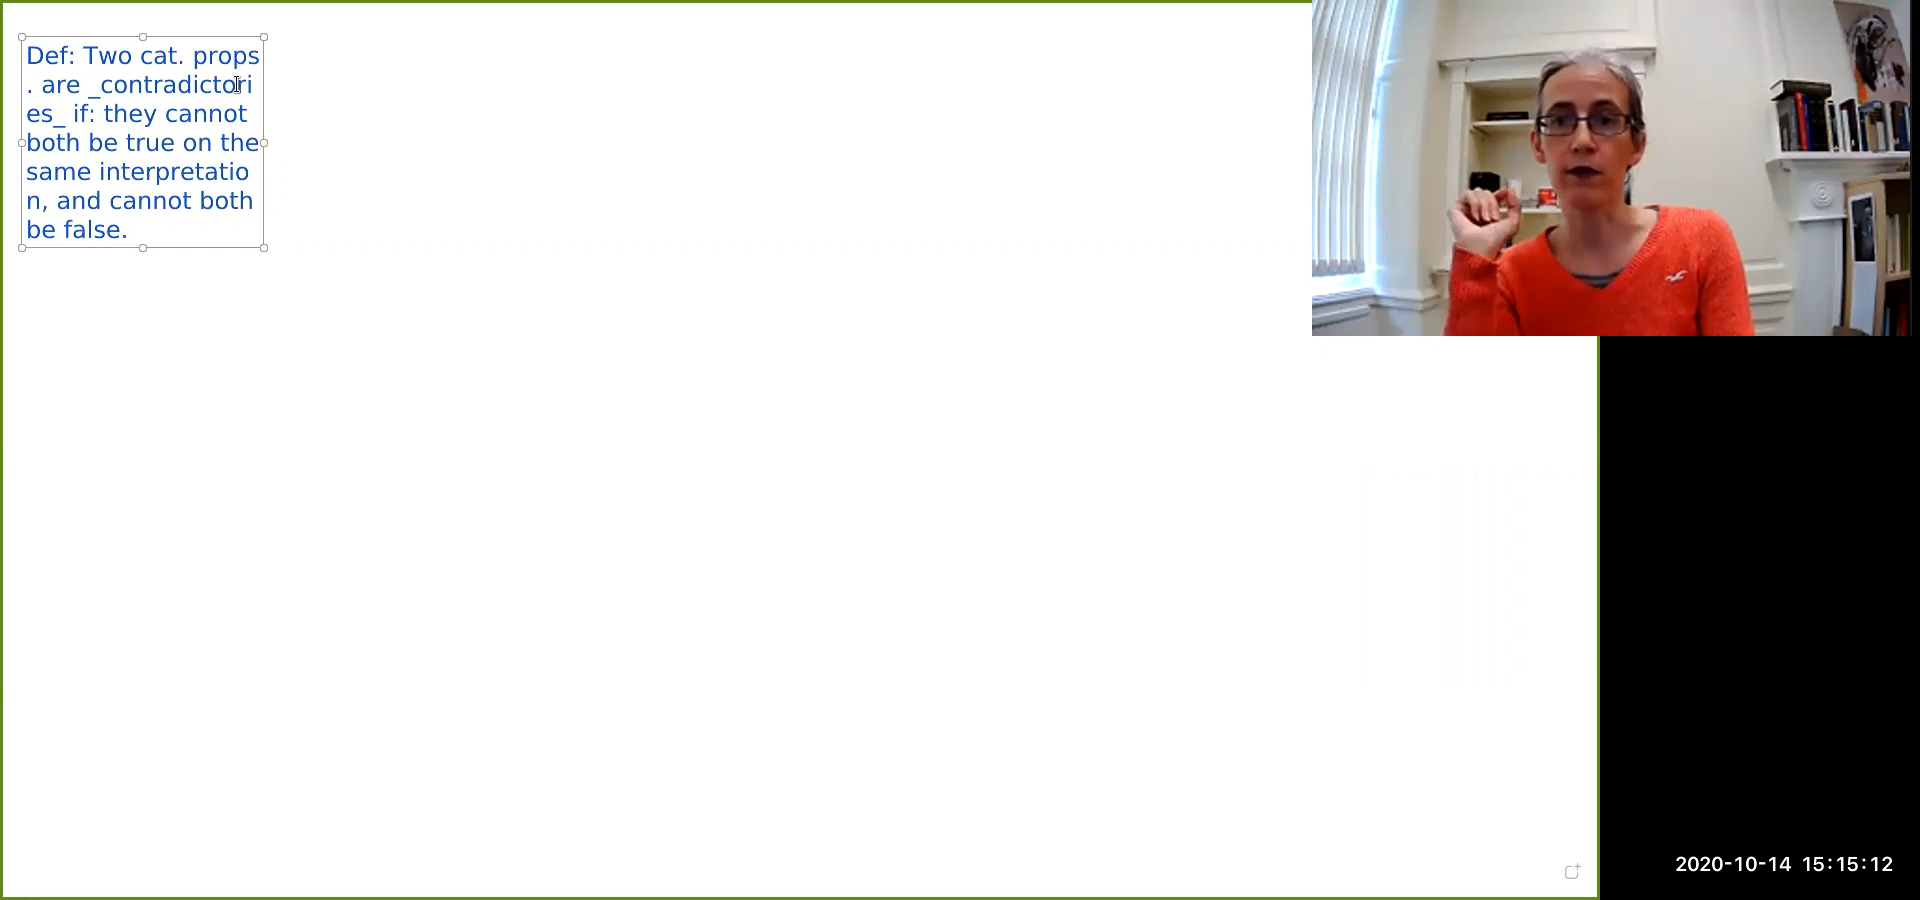 Def: Two cat. props
. are _contradictori
es_ if: they cannot
both be true on the
same interpretatio
n, and cannot both
be false.
2020-10-14 15:15:12